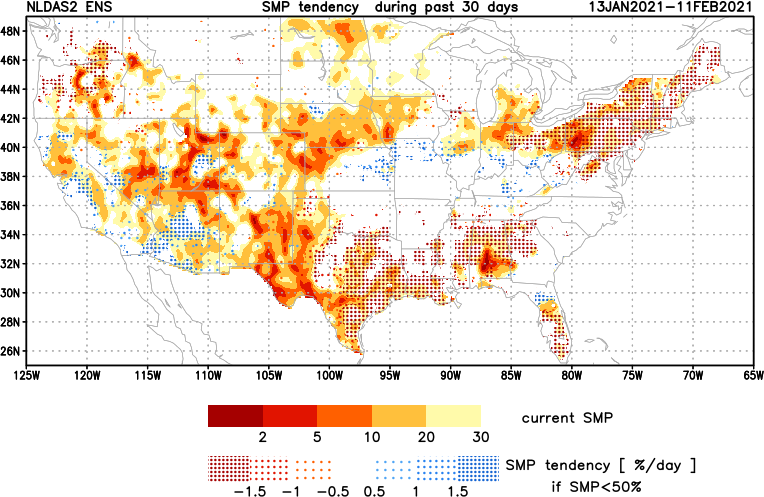 NLDAS2 ENS SMP tendency during past 30 days 13JAN2021-11FEB2021
48N
46N
44N
42N
40N
38N
36N
34N
32N
30N
28N
26N
125W 120W 115W 110W 105W 100W 95W 90W 85W 80W 75W 70W 65W
current SMP
2 5 10 20 30
SMP tendency [ %/day ]
-1.5 -1 -0.5 0.5 1 1.5
if SMP<50%